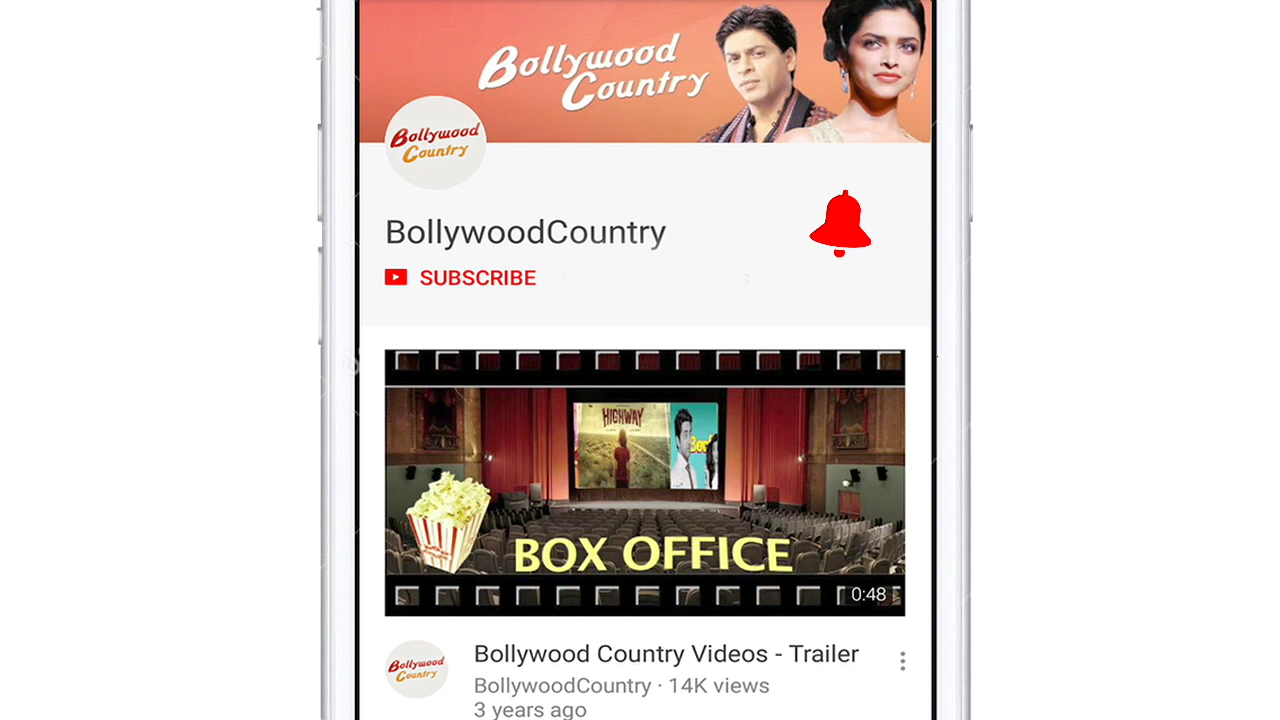 Bollywood
Country
Bollywood
Country
BollywoodCountry
SUBSCRIBE
HIGHWAY
BOX OFFICE
0:48
Bollywood Country Videos - Trailer
Bollywood
Country
BollywoodCountry · 14K views
3 years ago